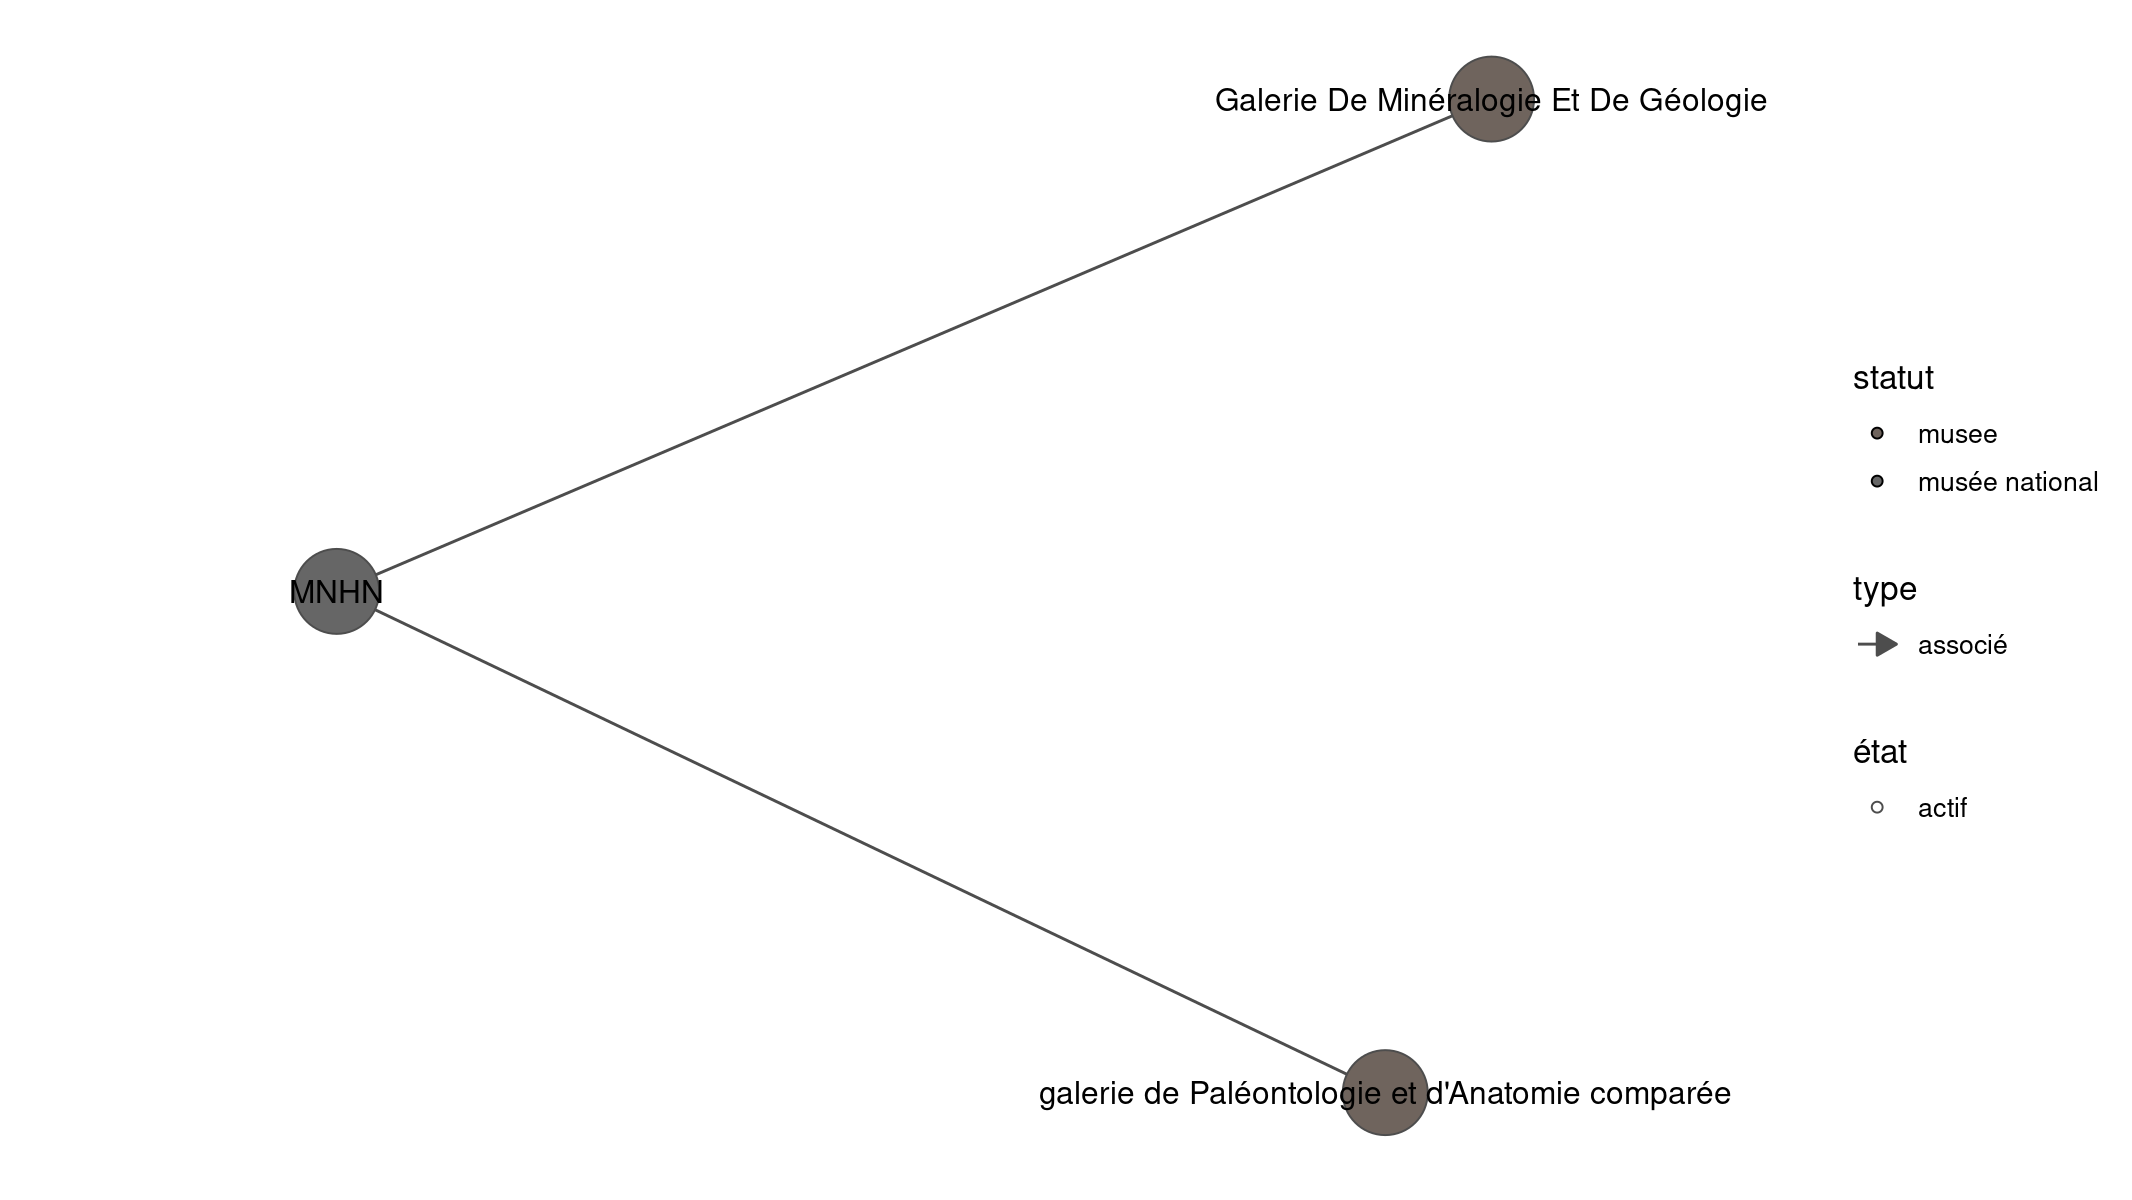 Galerie De Minéralogie Et De Géologie
MNHN
galerie de Paléontologie et d'Anatomie comparée
statut
musee
musée national
type
associé
état
actif